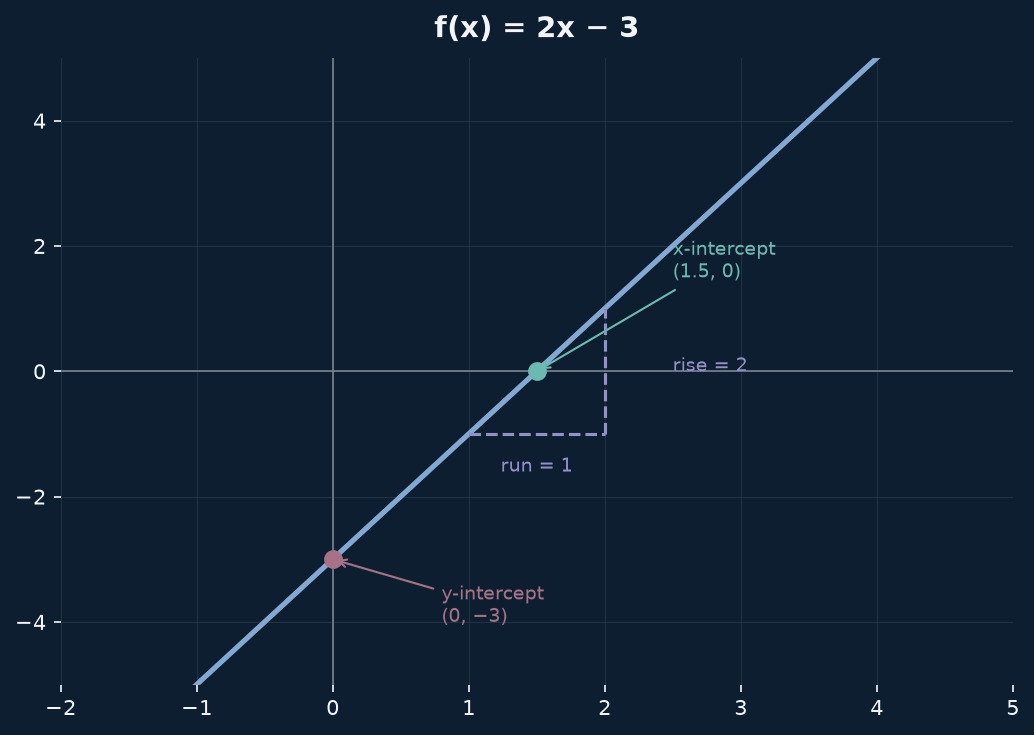 f(x) = 2x − 3
4
2
x-intercept
(1.5, 0)
rise = 2
0
run = 1
−2
y-intercept
(0, −3)
−4
−2 −1 0 1 2 3 4 5